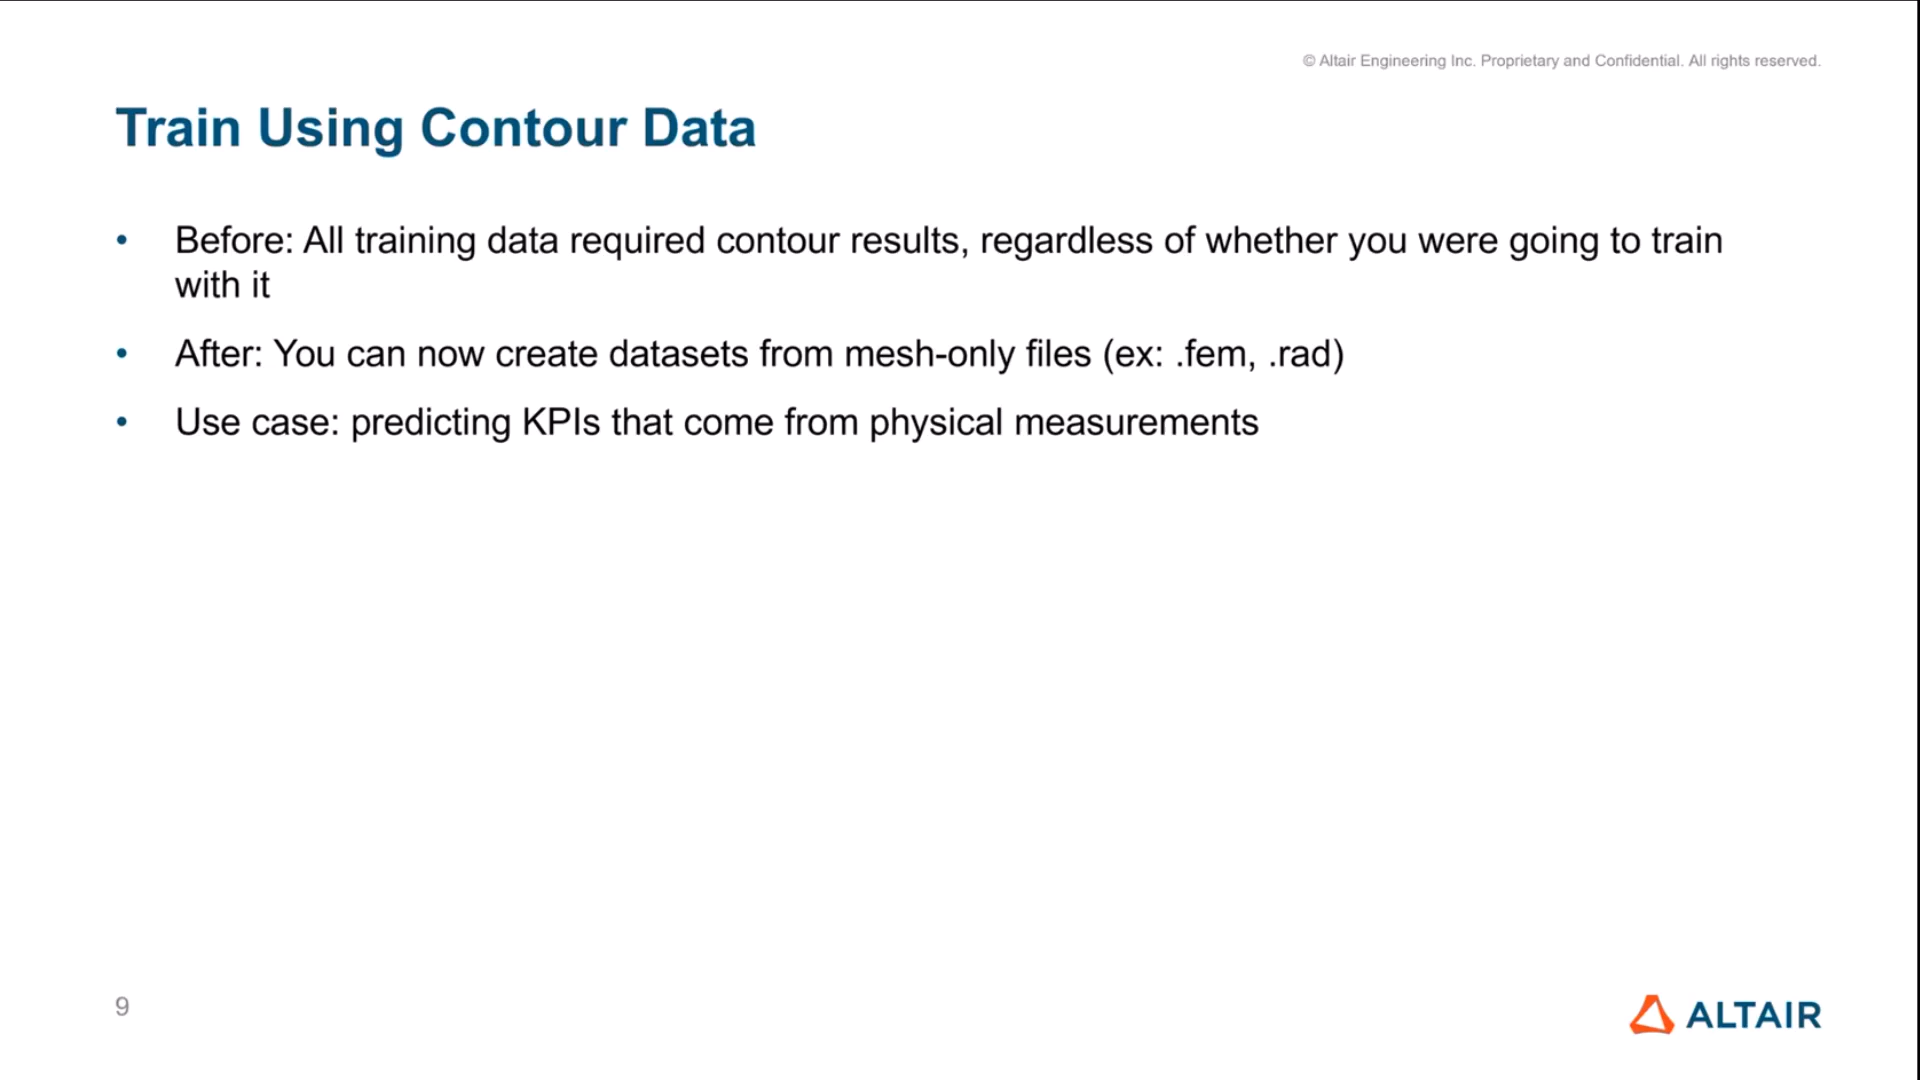 © Altair Engineering Inc. Proprietary and Confidential. All rights reserved.
Train Using Contour Data
• Before: All training data required contour results, regardless of whether you were going to train
with it
• After: You can now create datasets from mesh-only files (ex: .fem, .rad)
• Use case: predicting KPIs that come from physical measurements
9
ALTAIR